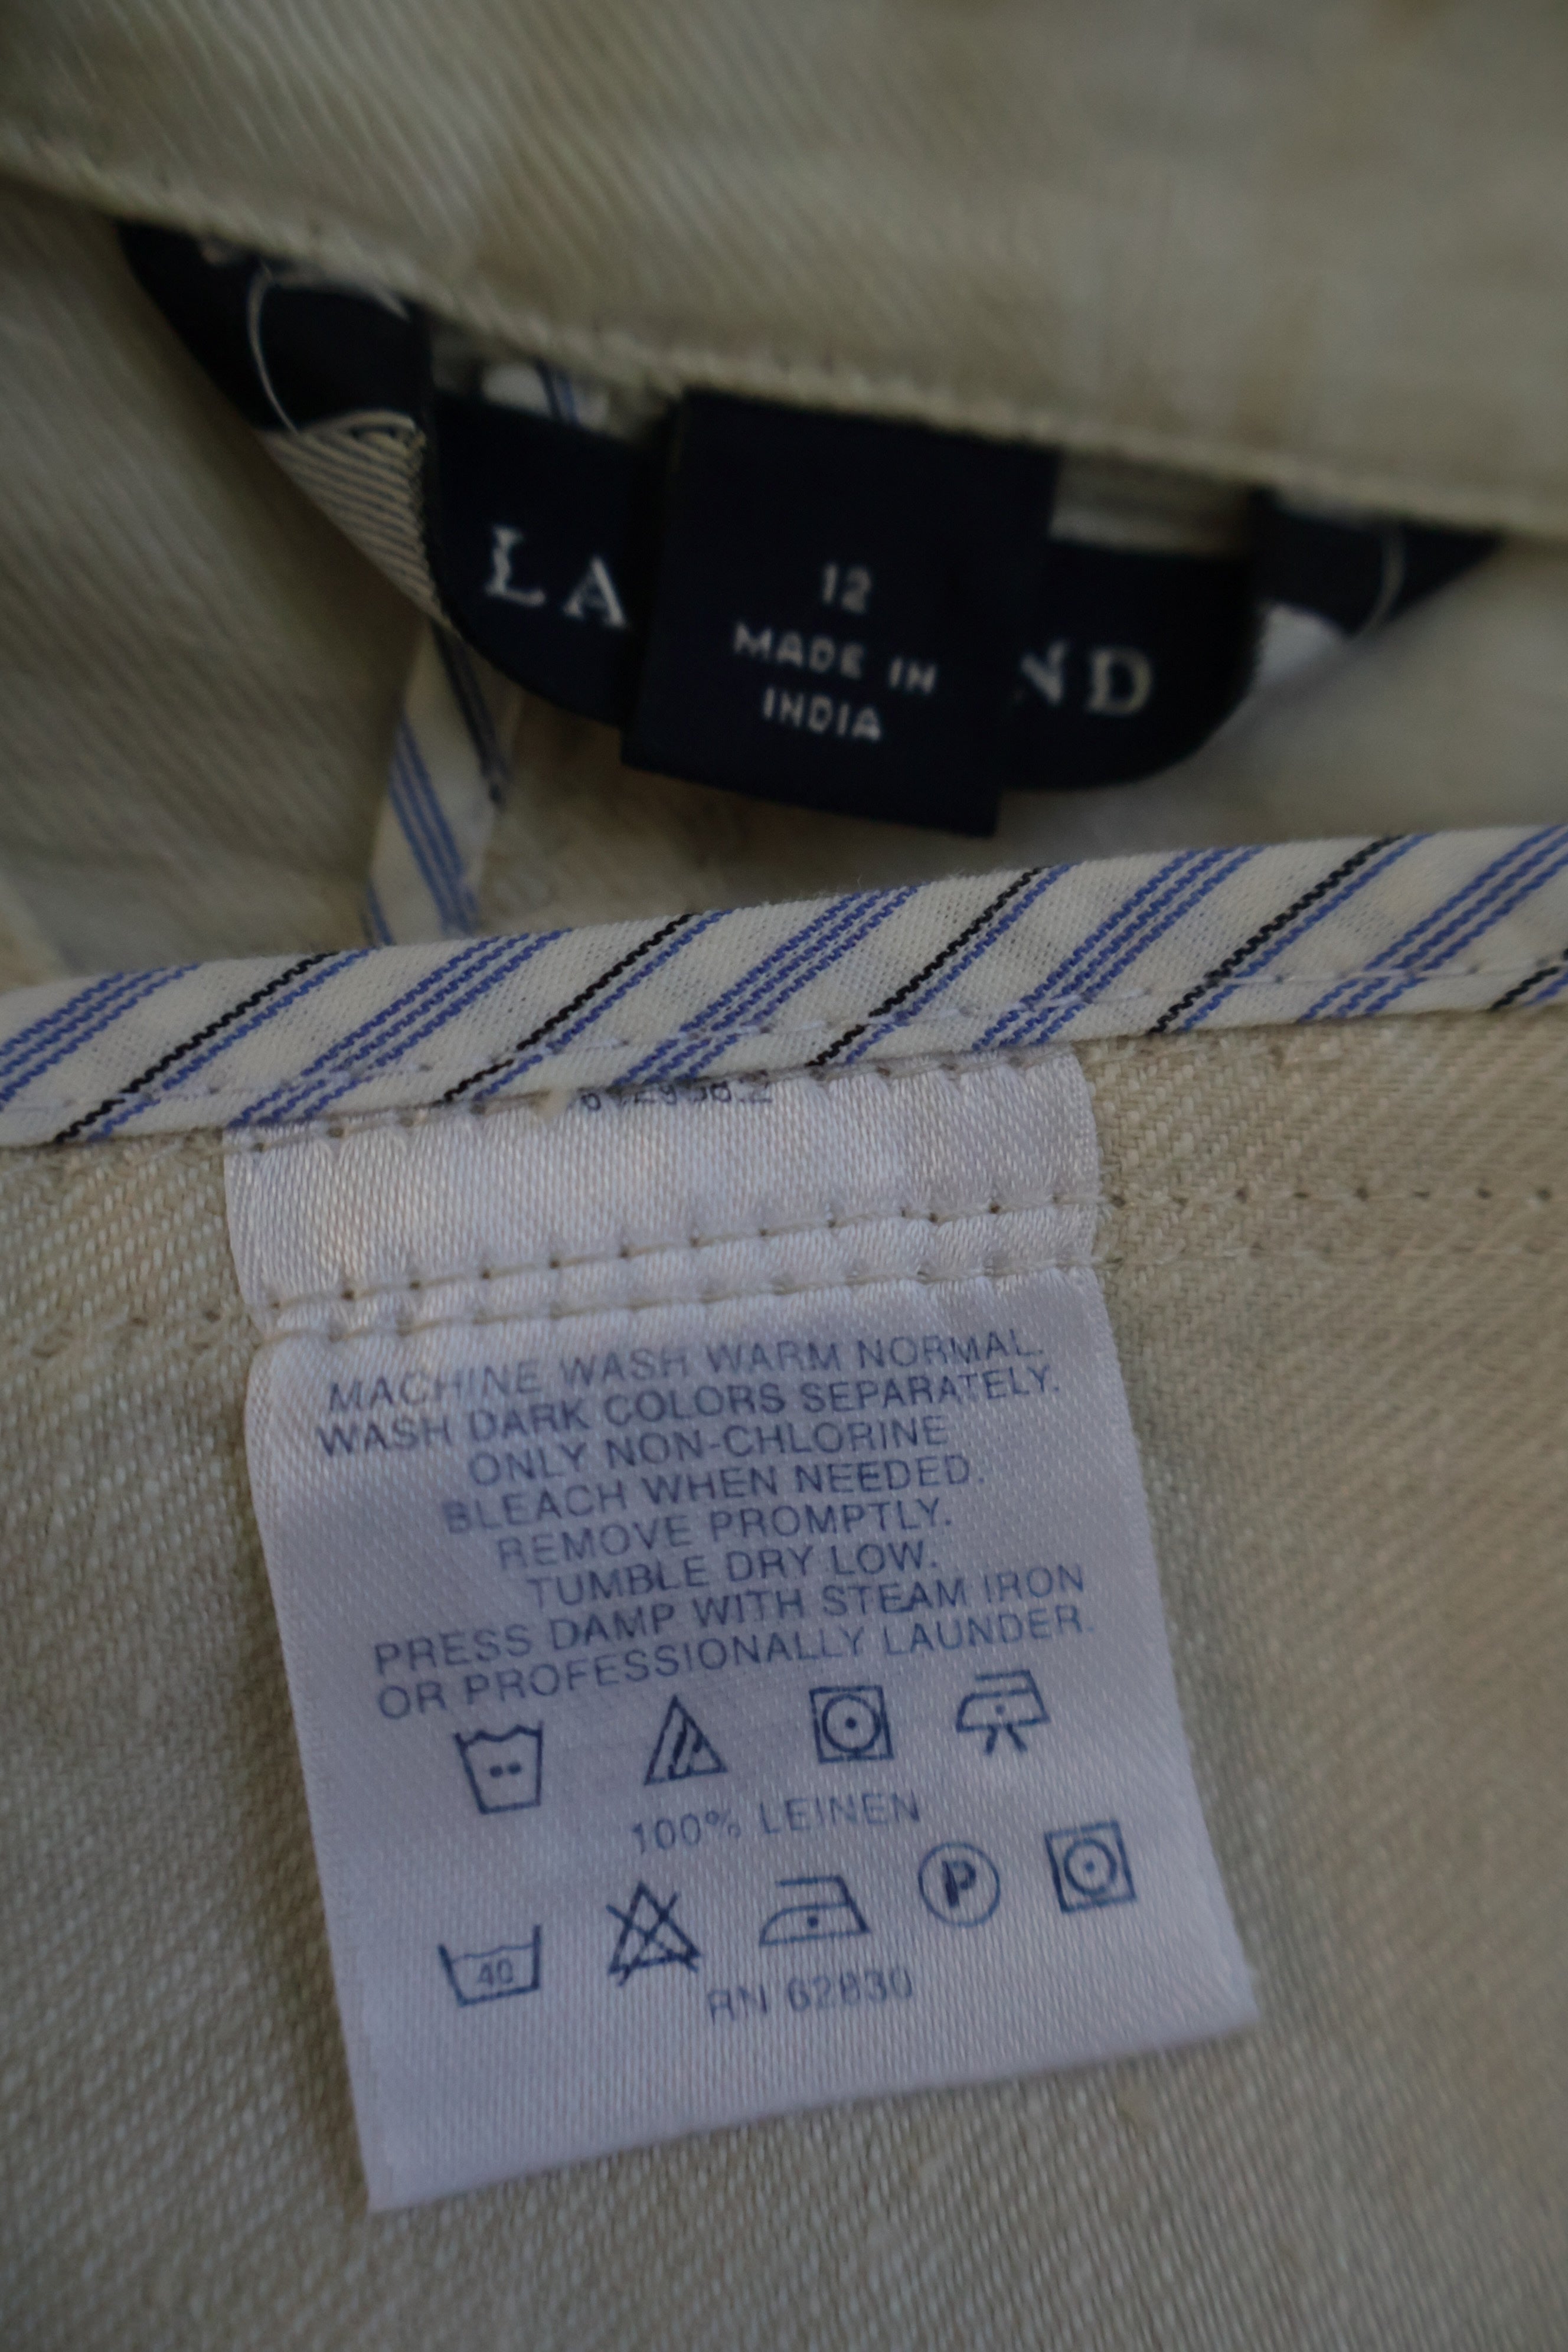 LA
12
MADE IN
INDIA
ND
MACHINE WASH WARM NORMAL.
WASH DARK COLORS SEPARATELY.
ONLY NON-CHLORINE
BLEACH WHEN NEEDED.
REMOVE PROMPTLY.
TUMBLE DRY LOW.
PRESS DAMP WITH STEAM IRON
OR PROFESSIONALLY LAUNDER.
100% LEINEN
40
P
RN 62830